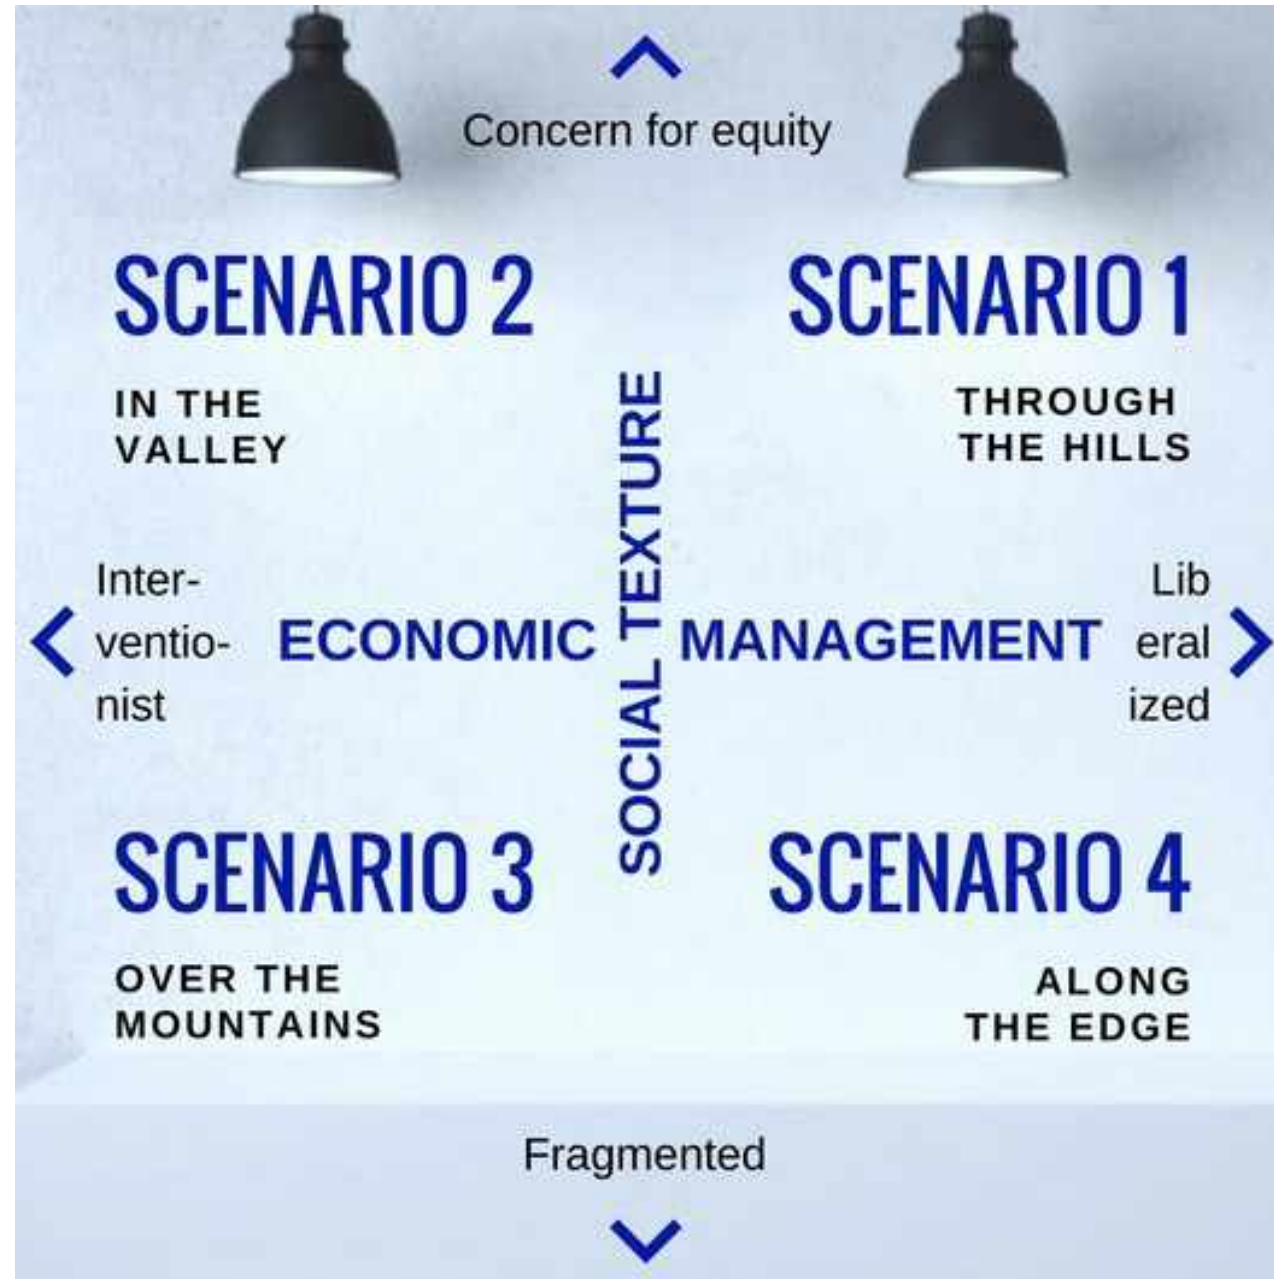 Concern for equity
SCENARIO 2
SCENARIO 1
IN THE
VALLEY
THROUGH
THE HILLS
SOCIAL TEXTURE
Inter-
ventio-
nist
ECONOMIC MANAGEMENT
Lib
eral
ized
SCENARIO 3
SCENARIO 4
OVER THE
MOUNTAINS
ALONG
THE EDGE
Fragmented